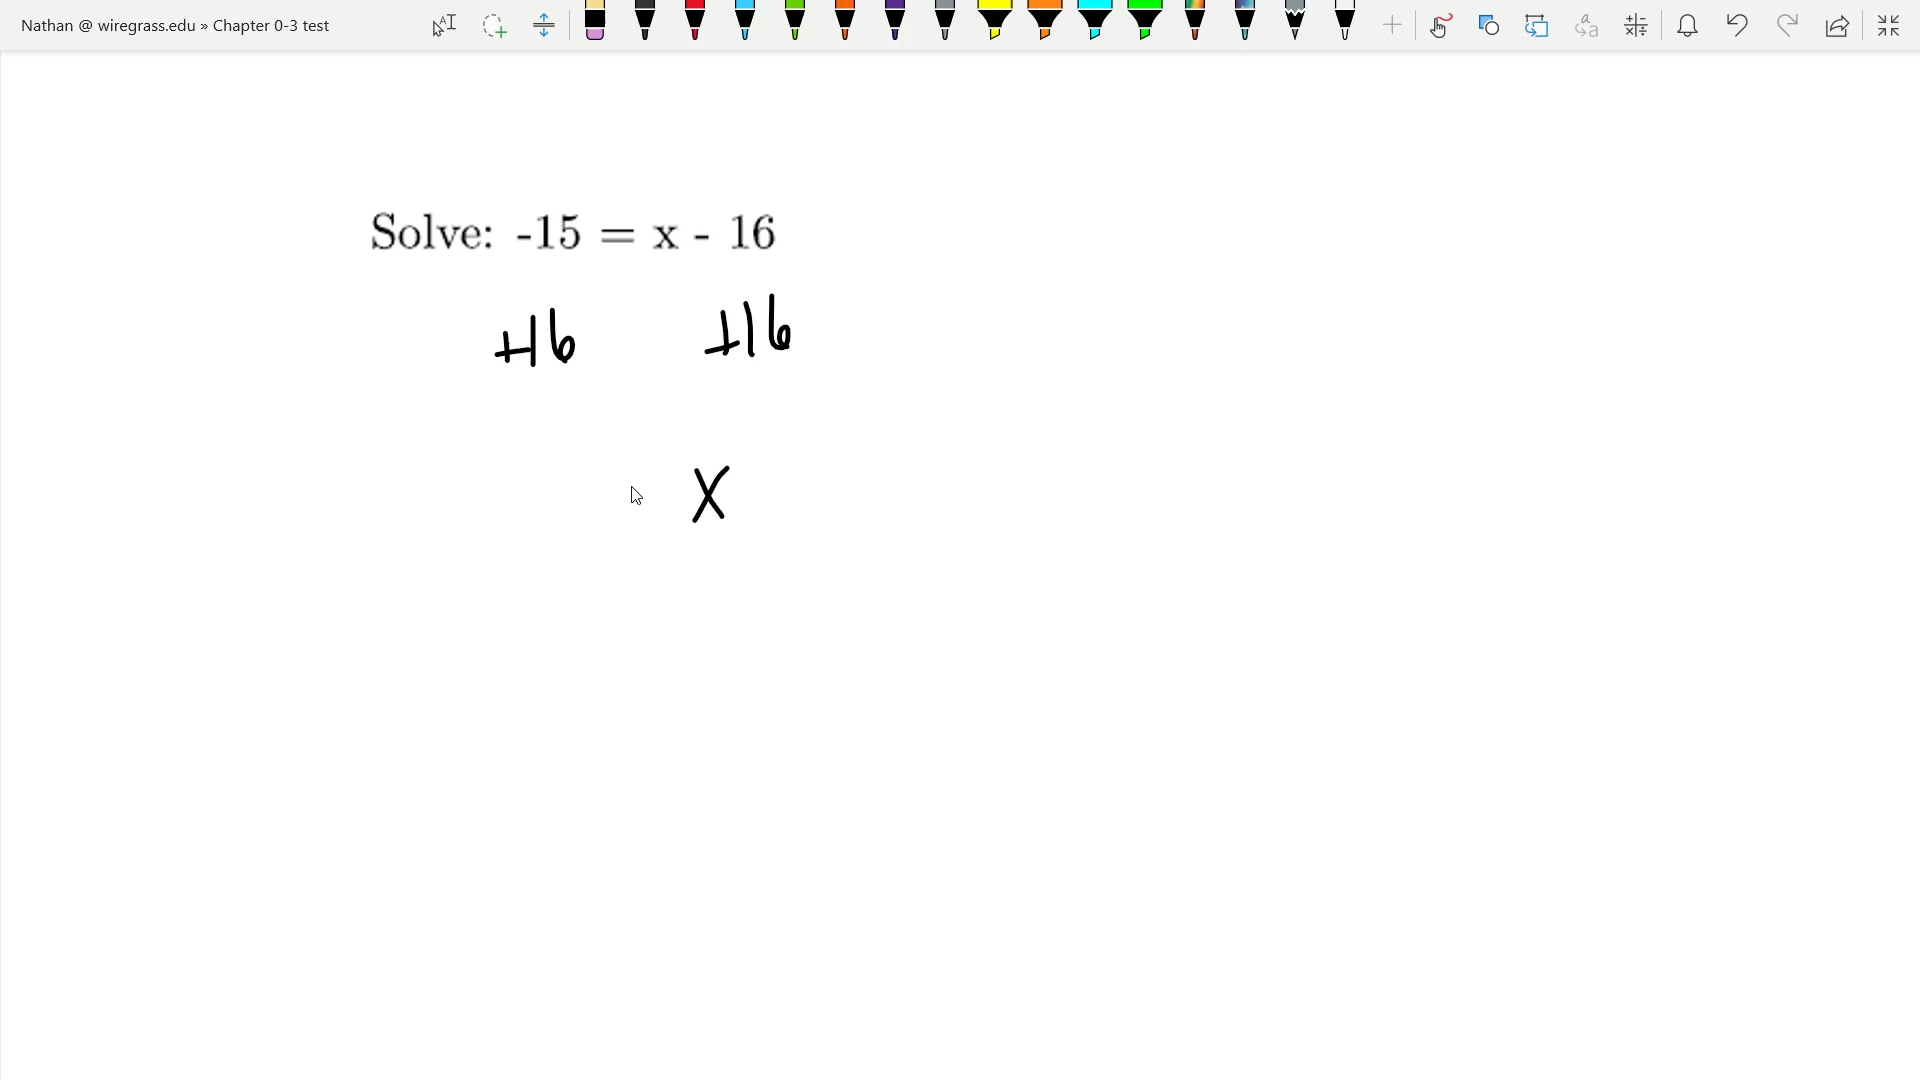 Nathan @ wiregrass.edu » Chapter 0-3 test
Solve: -15 = x - 16
+16 +16
x